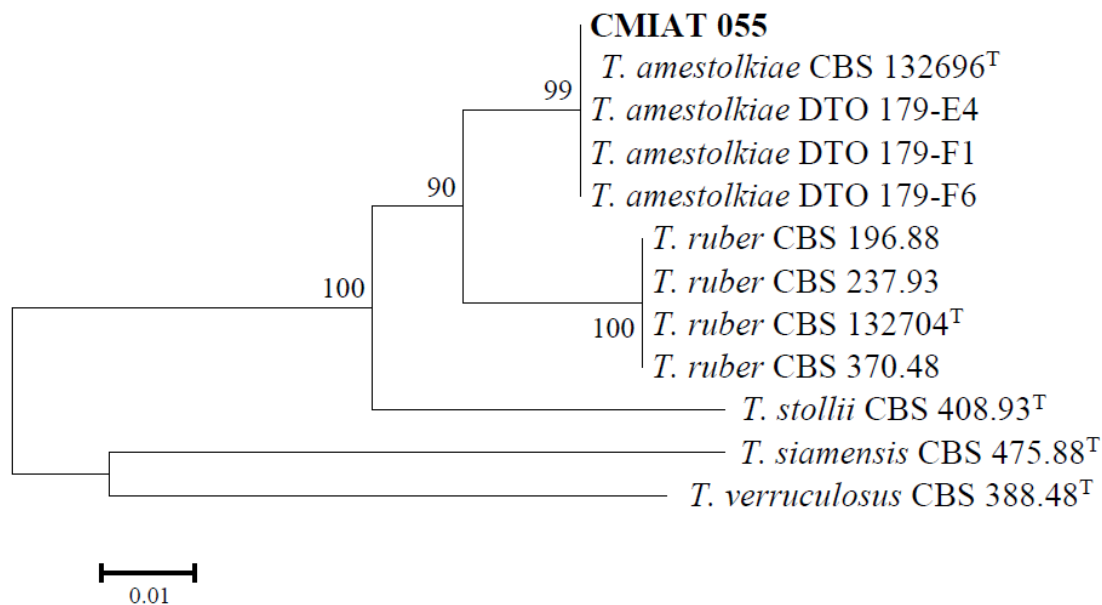 CMIAT 055
T. amestolkiae CBS 132696ᵀ
99
T. amestolkiae DTO 179-E4
T. amestolkiae DTO 179-F1
90
T. amestolkiae DTO 179-F6
T. ruber CBS 196.88
100
T. ruber CBS 237.93
T. ruber CBS 132704ᵀ
100
T. ruber CBS 370.48
T. stollii CBS 408.93ᵀ
T. siamensis CBS 475.88ᵀ
T. verruculosus CBS 388.48ᵀ
0.01